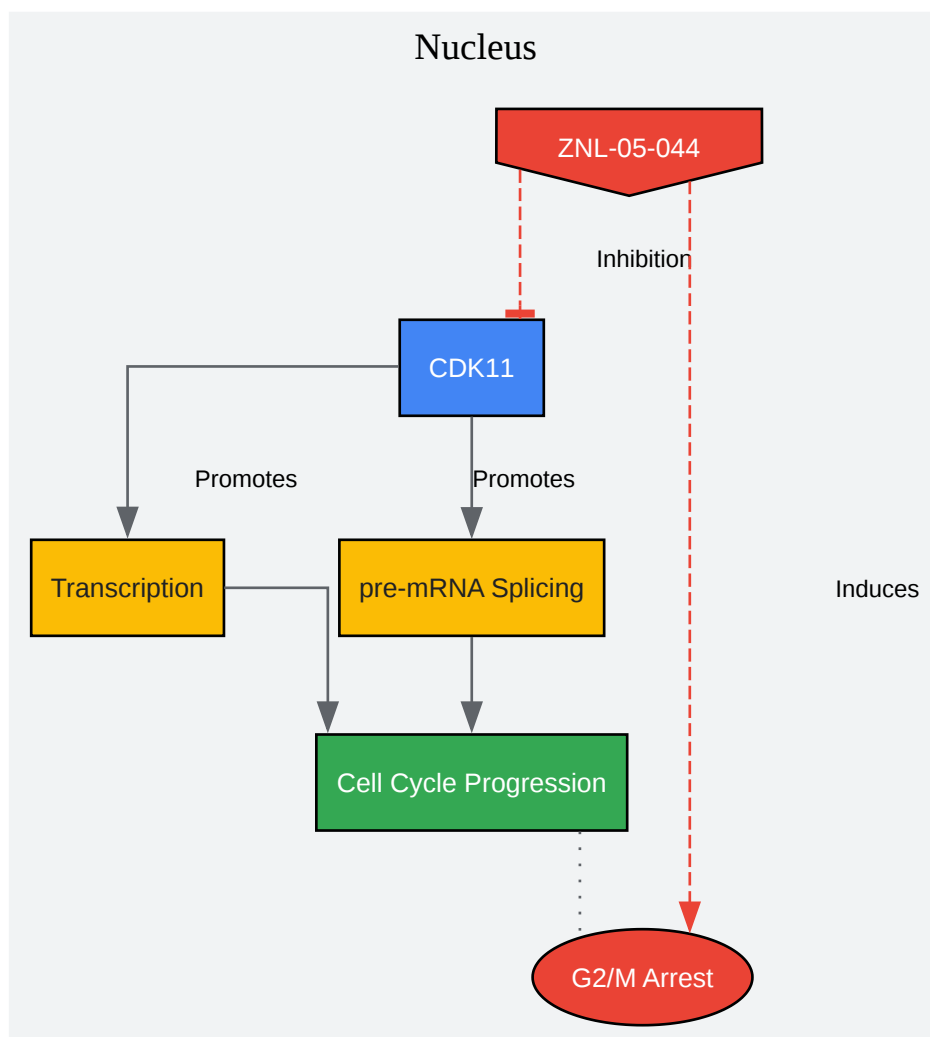 Nucleus
ZNL-05-044
Inhibition
CDK11
Promotes
Promotes
Transcription
pre-mRNA Splicing
Induces
Cell Cycle Progression
G2/M Arrest